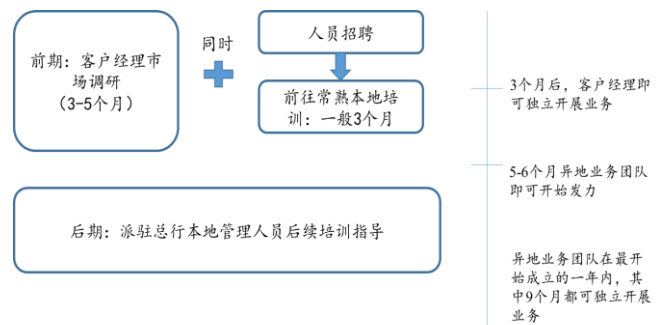 前期：客户经理市
场调研
（3-5个月）
同时
人员招聘
前往常熟本地培
训：一般3个月
后期：派驻总行本地管理人员后续培训指导
3个月后，客户经理即
可独立开展业务
5-6个月异地业务团队
即可开始发力
异地业务团队在最开
始成立的一年内，其
中9个月都可独立开展
业务